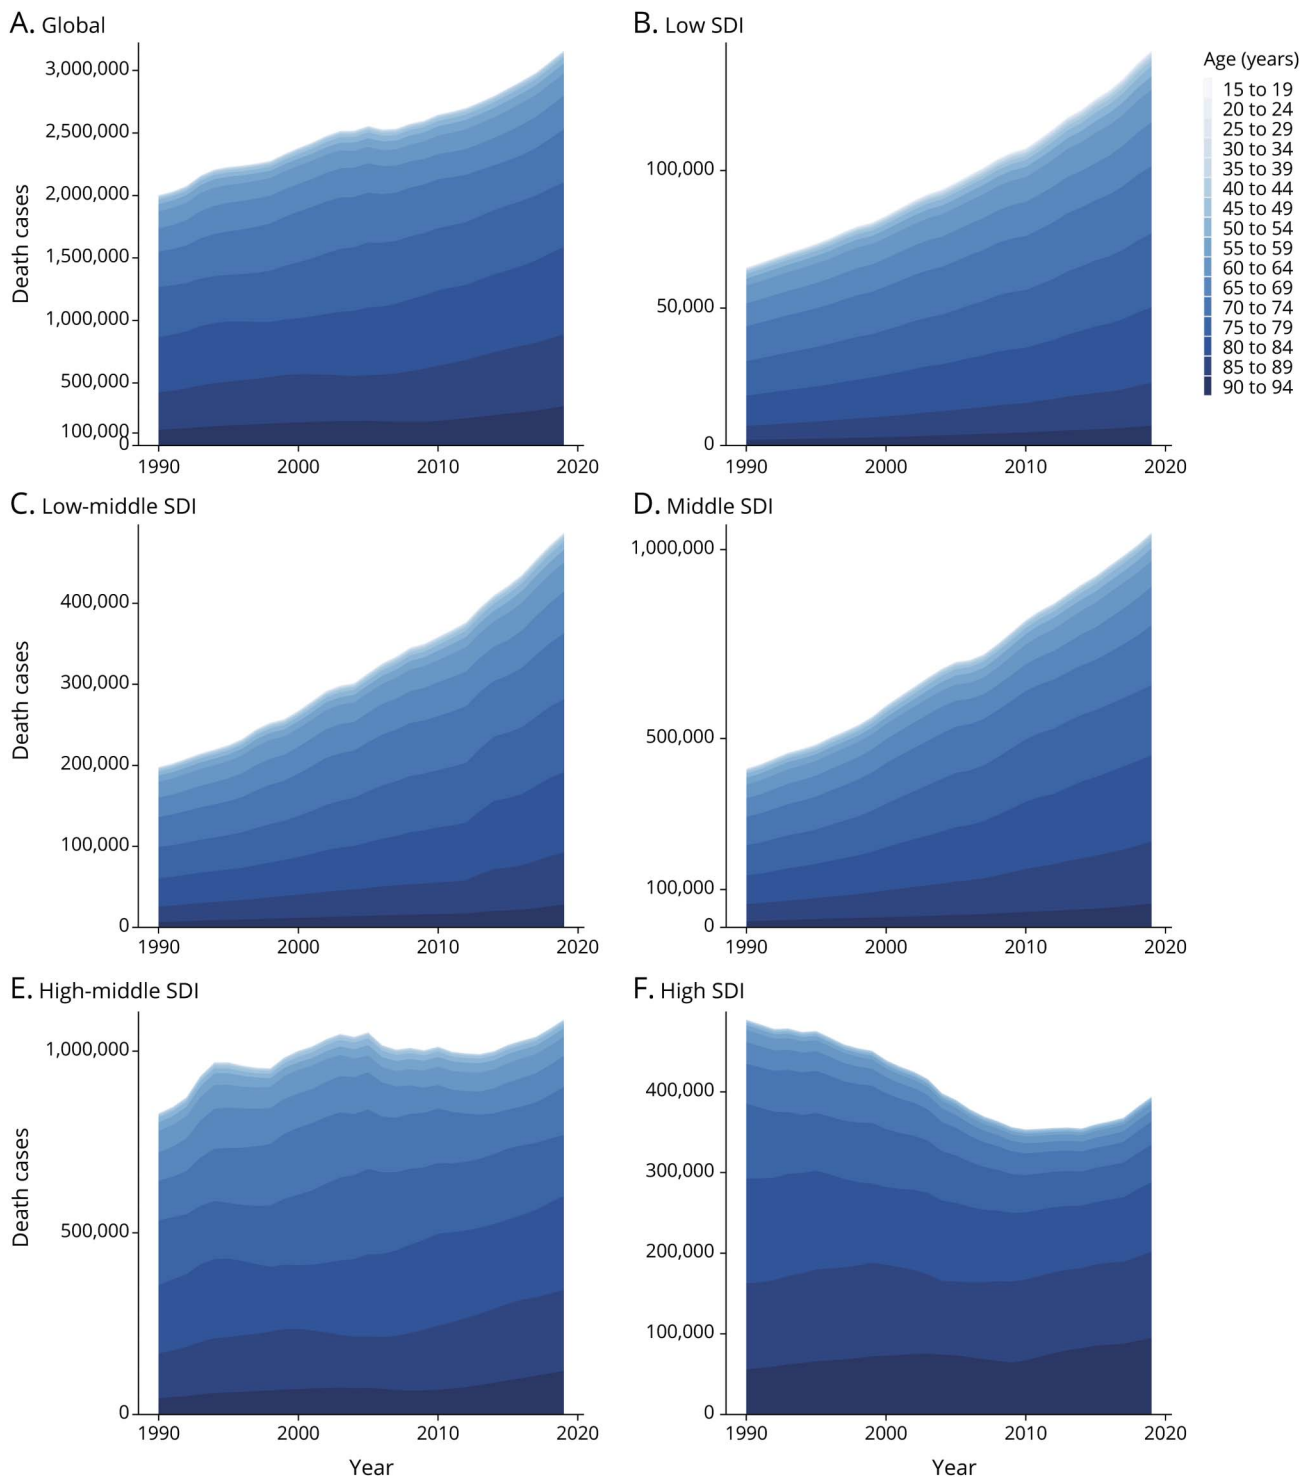 A. Global
Death cases
3,000,000
2,500,000
2,000,000
1,500,000
1,000,000
500,000
100,000
0
1990 2000 2010 2020
B. Low SDI
100,000
50,000
0
1990 2000 2010 2020
Age (years)
15 to 19
20 to 24
25 to 29
30 to 34
35 to 39
40 to 44
45 to 49
50 to 54
55 to 59
60 to 64
65 to 69
70 to 74
75 to 79
80 to 84
85 to 89
90 to 94
C. Low-middle SDI
Death cases
400,000
300,000
200,000
100,000
0
1990 2000 2010 2020
D. Middle SDI
1,000,000
500,000
100,000
0
1990 2000 2010 2020
E. High-middle SDI
Death cases
1,000,000
500,000
0
1990 2000 2010 2020
Year
F. High SDI
400,000
300,000
200,000
100,000
0
1990 2000 2010 2020
Year